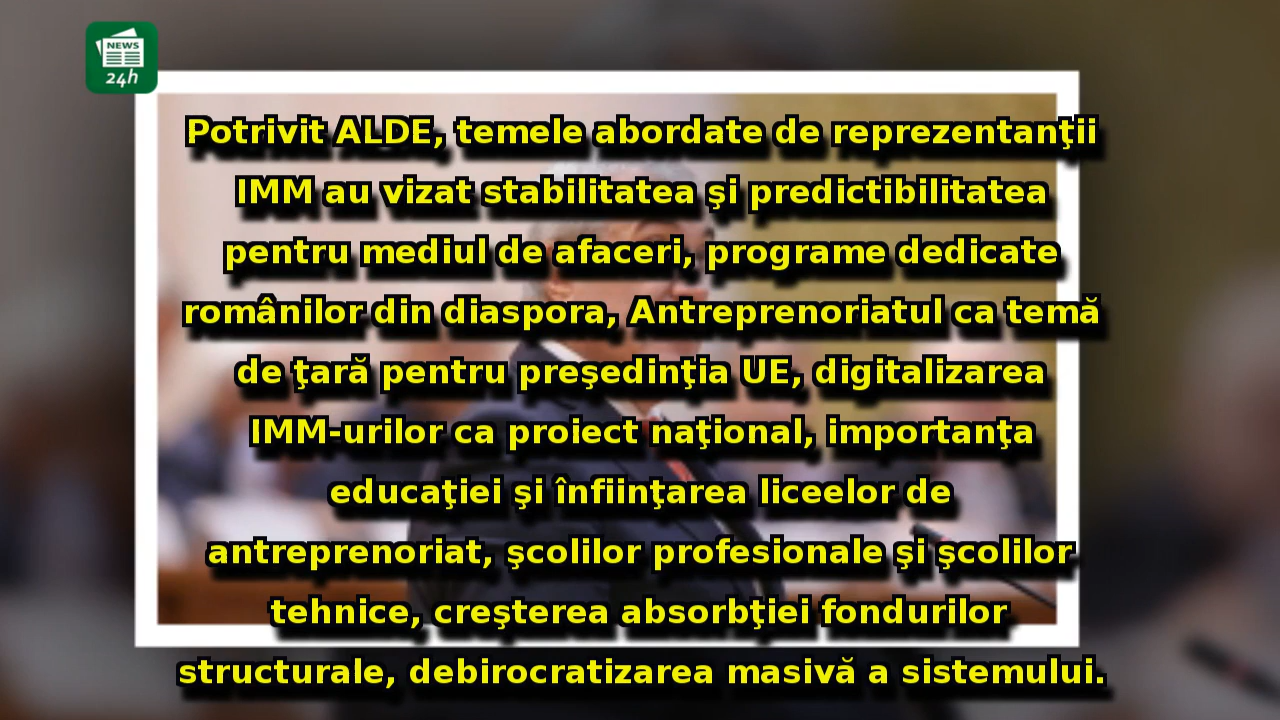 NEWS
24h
Potrivit ALDE, temele abordate de reprezentanţii
IMM au vizat stabilitatea şi predictibilitatea
pentru mediul de afaceri, programe dedicate
românilor din diaspora, Antreprenoriatul ca temă
de ţară pentru preşedinţia UE, digitalizarea
IMM-urilor ca proiect naţional, importanţa
educaţiei şi înfiinţarea liceelor de
antreprenoriat, şcolilor profesionale şi şcolilor
tehnice, creşterea absorbţiei fondurilor
structurale, debirocratizarea masivă a sistemului.